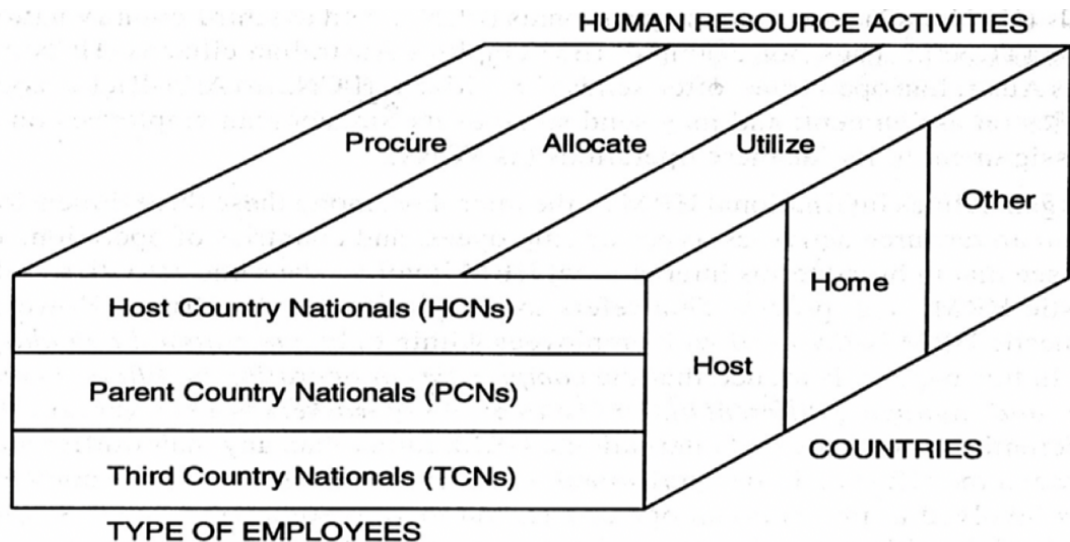 HUMAN RESOURCE ACTIVITIES
Procure Allocate Utilize
Other
Host Country Nationals (HCNs)
Home
Host
Parent Country Nationals (PCNs)
Third Country Nationals (TCNs)
COUNTRIES
TYPE OF EMPLOYEES